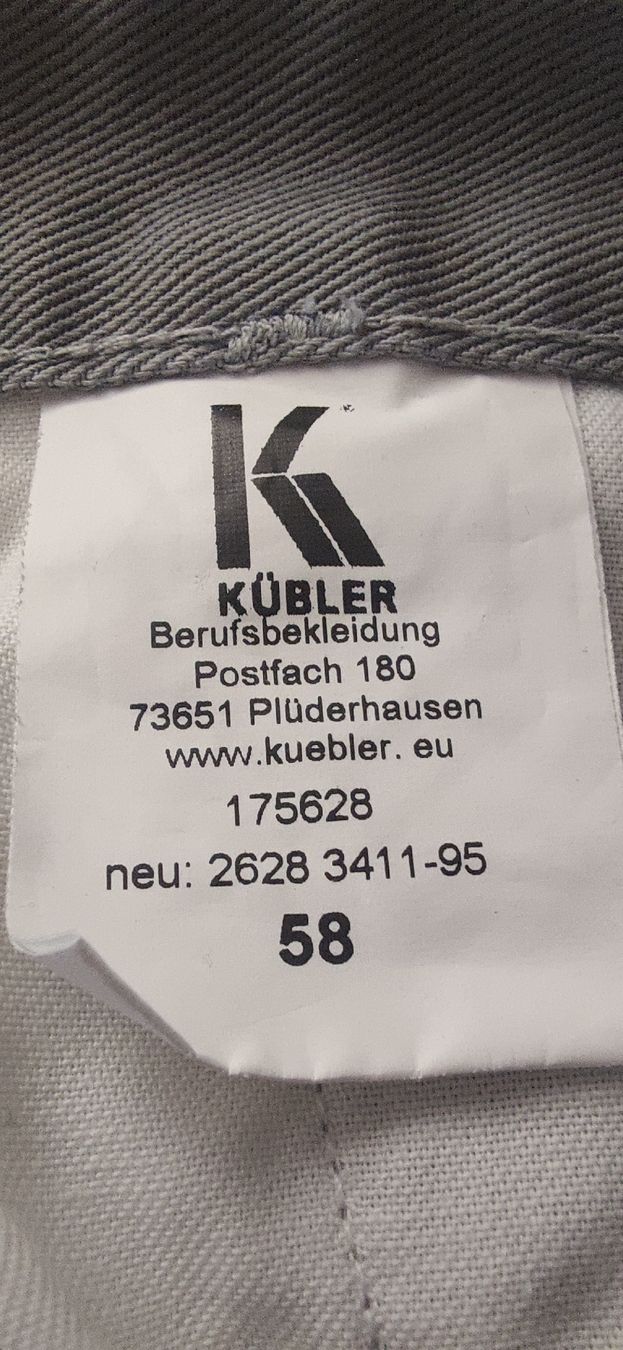 KÜBLER
Berufsbekleidung
Postfach 180
73651 Plüderhausen
www.kuebler. eu
175628
neu: 2628 3411-95
58